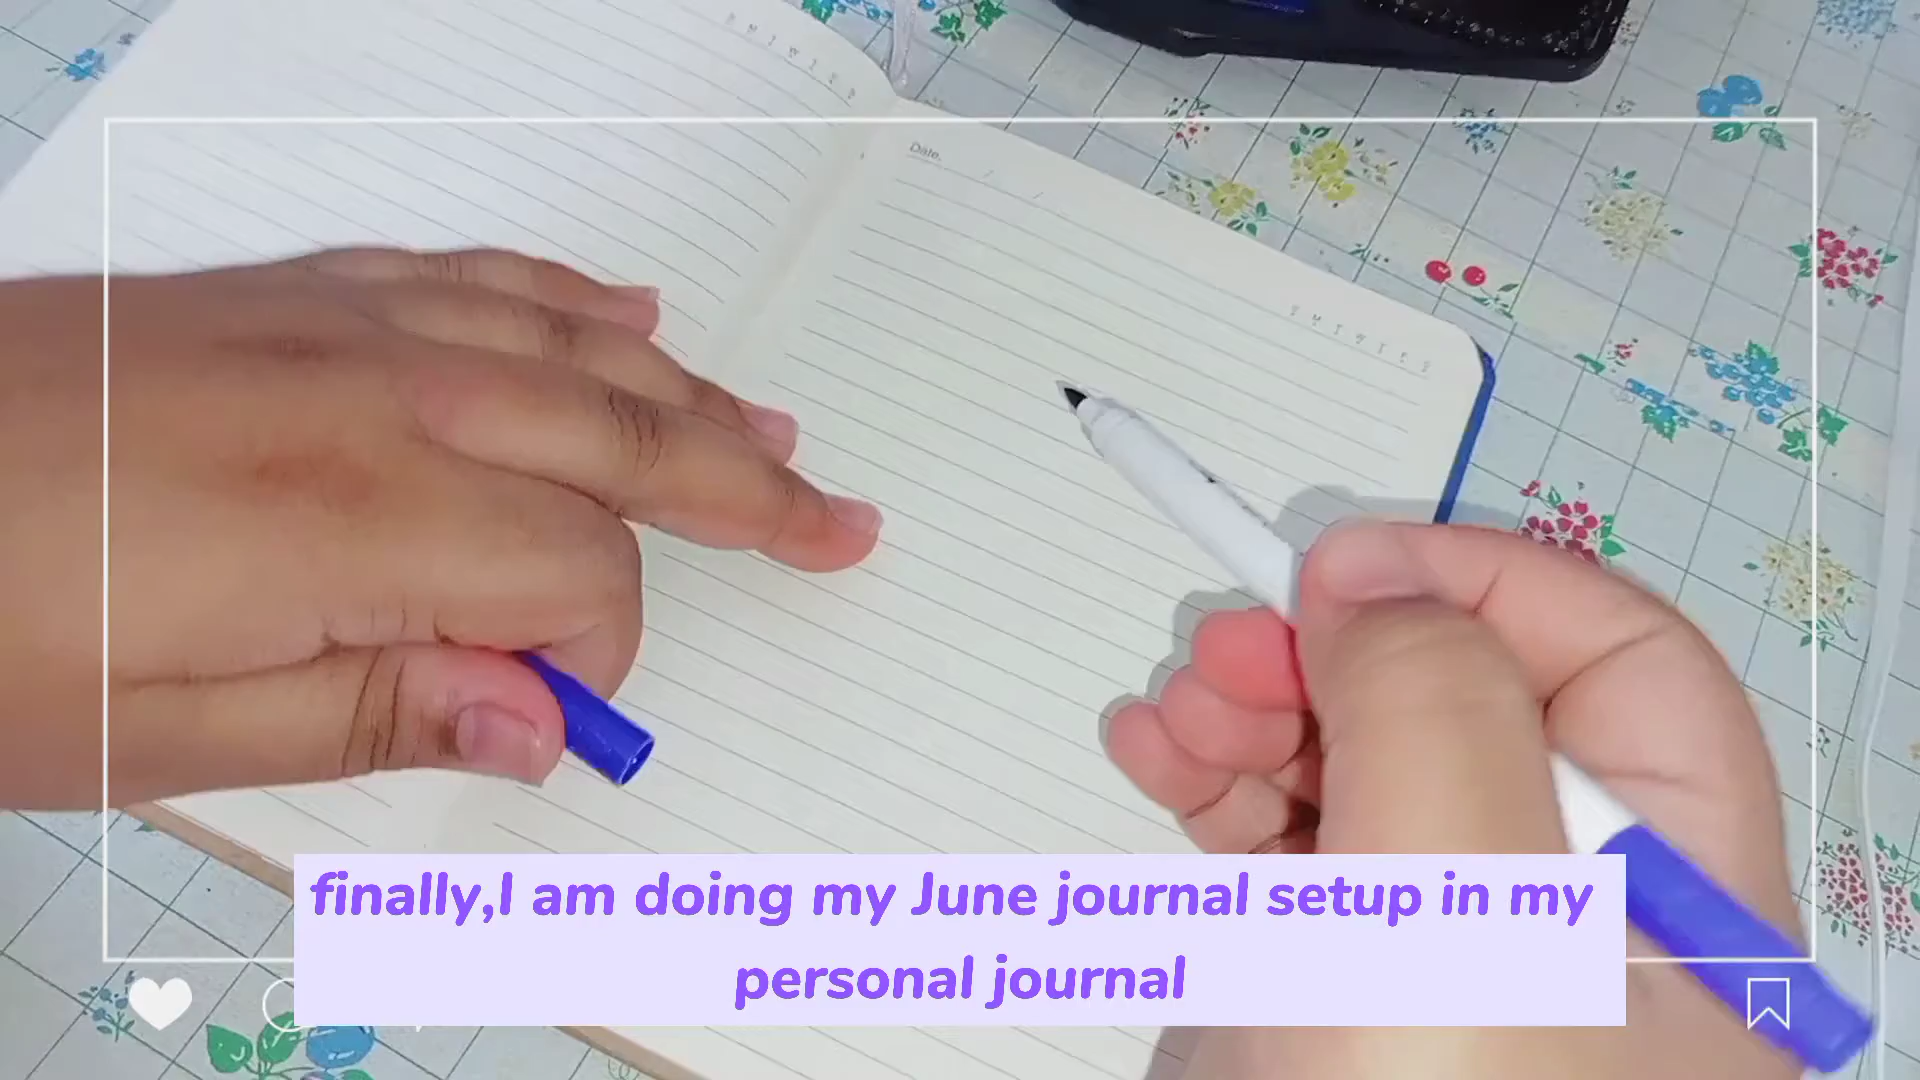 S M T W T F S
Date.
S M T W T F S
finally,I am doing my June journal setup in my
personal journal